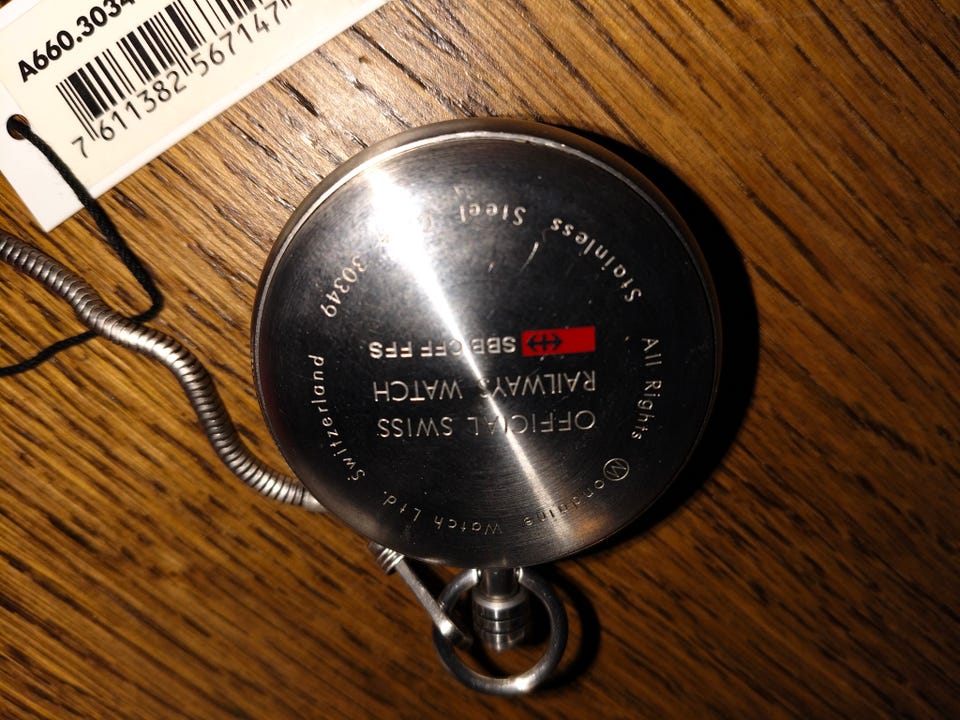 A660.3034
7 611382 567147
SBB CFF FFS
RAILWAYS WATCH
OFFICIAL SWISS
Stainless Steel 30349
All Rights Mondaine Watch Ltd. Switzerland